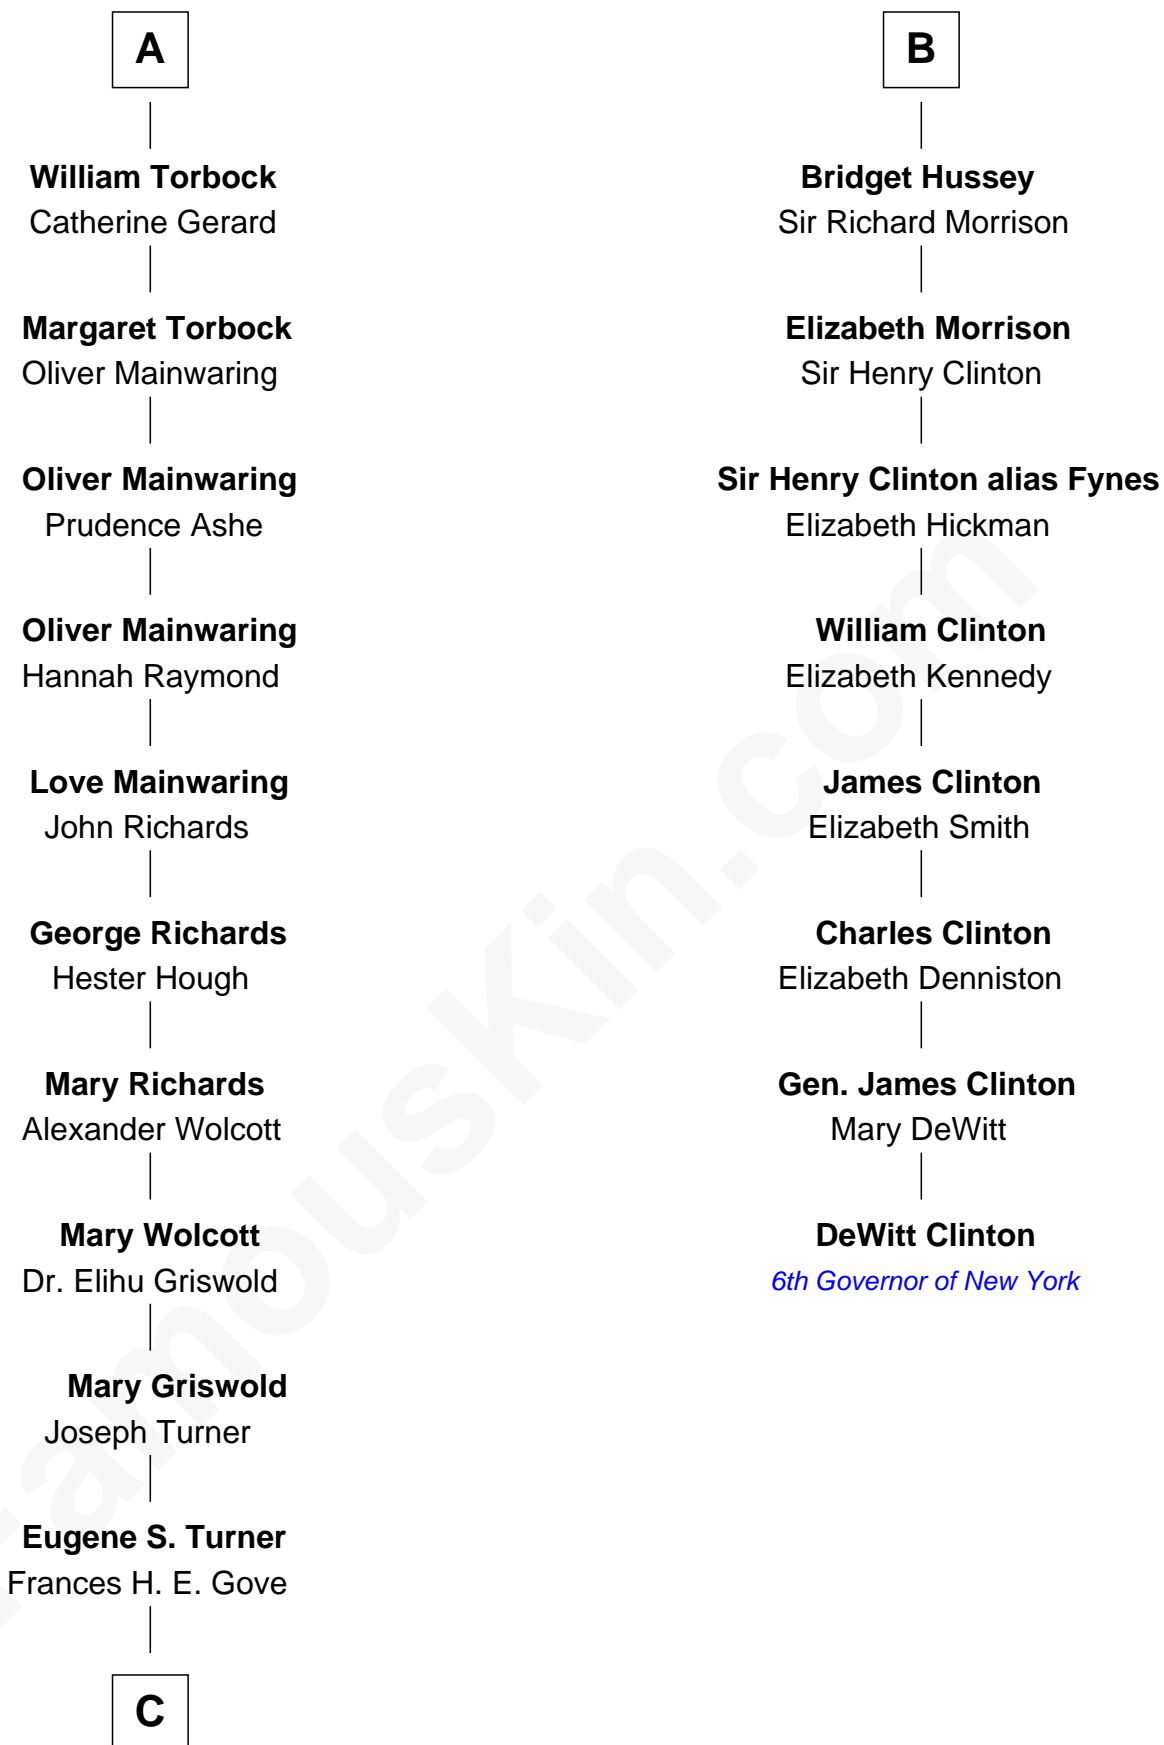 A
William Torbock
Catherine Gerard
Margaret Torbock
Oliver Mainwaring
Oliver Mainwaring
Prudence Ashe
Oliver Mainwaring
Hannah Raymond
Love Mainwaring
John Richards
George Richards
Hester Hough
Mary Richards
Alexander Wolcott
Mary Wolcott
Dr. Elihu Griswold
Mary Griswold
Joseph Turner
Eugene S. Turner
Frances H. E. Gove
C
B
Bridget Hussey
Sir Richard Morrison
Elizabeth Morrison
Sir Henry Clinton
Sir Henry Clinton alias Fynes
Elizabeth Hickman
William Clinton
Elizabeth Kennedy
James Clinton
Elizabeth Smith
Charles Clinton
Elizabeth Denniston
Gen. James Clinton
Mary DeWitt
DeWitt Clinton
6th Governor of New York
FamousKin.com